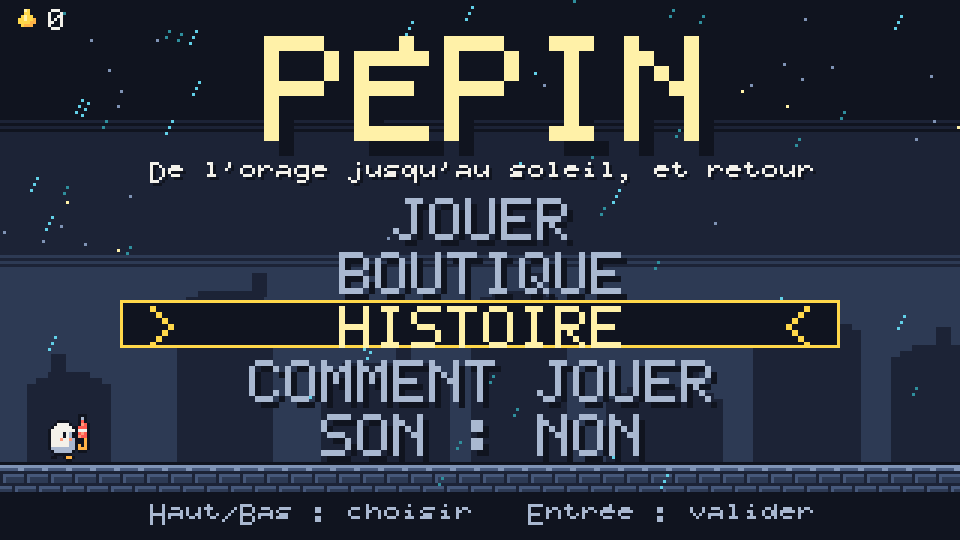 0
PÉPIN
De l'orage jusqu'au soleil, et retour
JOUER
BOUTIQUE
> HISTOIRE <
COMMENT JOUER
SON : NON
Haut/Bas : choisir Entrée : valider